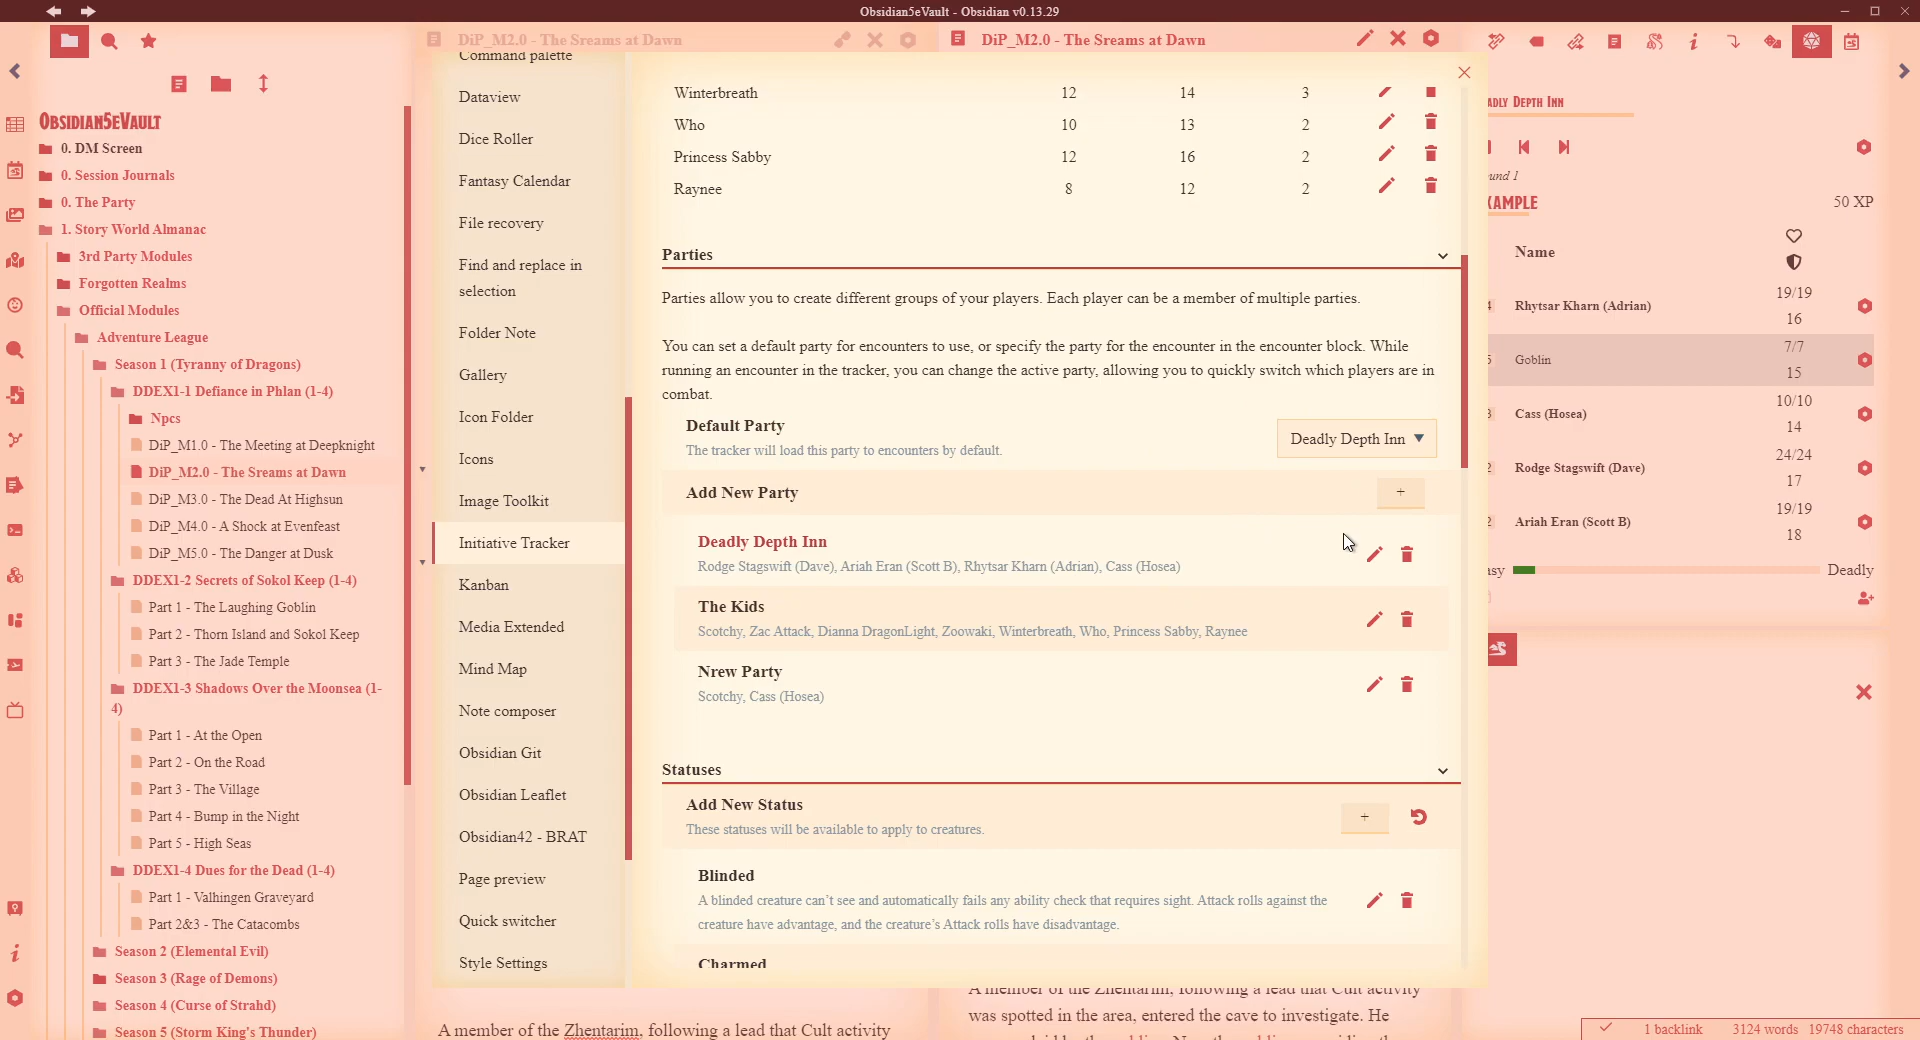 Obsidian5eVault - Obsidian v0.13.29
DiP_M2.0 - The Sreams at Dawn
DiP_M2.0 - The Sreams at Dawn
Obsidian5eVault
0. DM Screen
0. Session Journals
0. The Party
1. Story World Almanac
3rd Party Modules
Forgotten Realms
Official Modules
Adventure League
Season 1 (Tyranny of Dragons)
DDEX1-1 Defiance in Phlan (1-4)
Npcs
DiP_M1.0 - The Meeting at Deepknight
DiP_M2.0 - The Sreams at Dawn
DiP_M3.0 - The Dead At Highsun
DiP_M4.0 - A Shock at Evenfeast
DiP_M5.0 - The Danger at Dusk
DDEX1-2 Secrets of Sokol Keep (1-4)
Part 1 - The Laughing Goblin
Part 2 - Thorn Island and Sokol Keep
Part 3 - The Jade Temple
DDEX1-3 Shadows Over the Moonsea (1-
4)
Part 1 - At the Open
Part 2 - On the Road
Part 3 - The Village
Part 4 - Bump in the Night
Part 5 - High Seas
DDEX1-4 Dues for the Dead (1-4)
Part 1 - Valhingen Graveyard
Part 2&3 - The Catacombs
Season 2 (Elemental Evil)
Season 3 (Rage of Demons)
Season 4 (Curse of Strahd)
Season 5 (Storm King's Thunder)
Command palette
Dataview
Dice Roller
Fantasy Calendar
File recovery
Find and replace in
selection
Folder Note
Gallery
Icon Folder
Icons
Image Toolkit
Initiative Tracker
Kanban
Media Extended
Mind Map
Note composer
Obsidian Git
Obsidian Leaflet
Obsidian42 - BRAT
Page preview
Quick switcher
Style Settings
Winterbreath 12 14 3
Who 10 13 2
Princess Sabby 12 16 2
Raynee 8 12 2
Parties
Parties allow you to create different groups of your players. Each player can be a member of multiple parties.
You can set a default party for encounters to use, or specify the party for the encounter in the encounter block. While
running an encounter in the tracker, you can change the active party, allowing you to quickly switch which players are in
combat.
Default Party
The tracker will load this party to encounters by default.
Deadly Depth Inn
Add New Party
+
Deadly Depth Inn
Rodge Stagswift (Dave), Ariah Eran (Scott B), Rhytsar Kharn (Adrian), Cass (Hosea)
The Kids
Scotchy, Zac Attack, Dianna DragonLight, Zoowaki, Winterbreath, Who, Princess Sabby, Raynee
Nrew Party
Scotchy, Cass (Hosea)
Statuses
Add New Status
These statuses will be available to apply to creatures.
+
Blinded
A blinded creature can't see and automatically fails any ability check that requires sight. Attack rolls against the
creature have advantage, and the creature's Attack rolls have disadvantage.
Charmed
A member of the Zhentarim, following a lead that Cult activity
A member of the Zhentarim, following a lead that Cult activity
was spotted in the area, entered the cave to investigate. He
adly Depth Inn
und 1
xample 50 XP
Name
Rhytsar Kharn (Adrian) 19/19
16
Goblin 7/7
15
Cass (Hosea) 10/10
14
Rodge Stagswift (Dave) 24/24
17
Ariah Eran (Scott B) 19/19
18
sy Deadly
1 backlink 3124 words 19748 characters